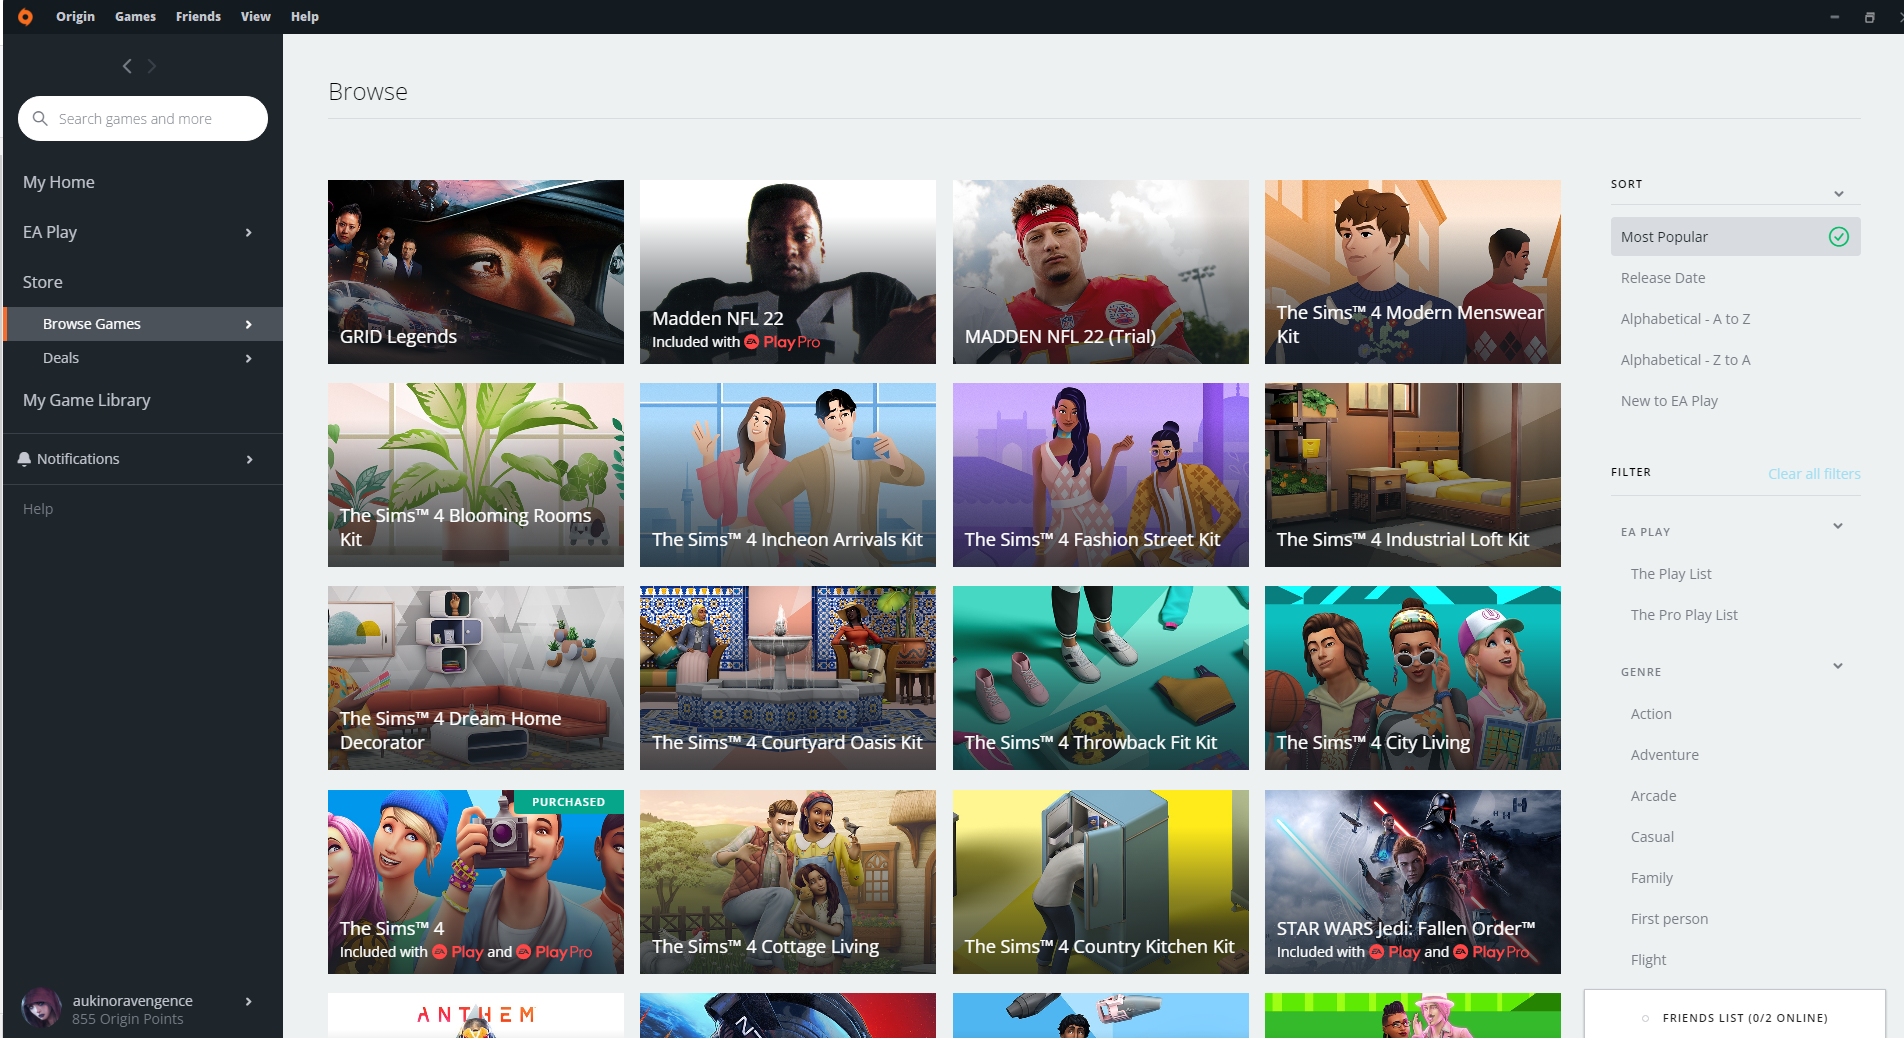 Origin Games Friends View Help
Search games and more
My Home
EA Play
Store
Browse Games
Deals
My Game Library
Notifications
Help
aukinoravengence
855 Origin Points
Browse
GRID Legends
Madden NFL 22
Included with EA Play Pro
MADDEN NFL 22 (Trial)
The Sims™ 4 Modern Menswear
Kit
The Sims™ 4 Blooming Rooms
Kit
The Sims™ 4 Incheon Arrivals Kit
The Sims™ 4 Fashion Street Kit
The Sims™ 4 Industrial Loft Kit
The Sims™ 4 Dream Home
Decorator
The Sims™ 4 Courtyard Oasis Kit
The Sims™ 4 Throwback Fit Kit
The Sims™ 4 City Living
PURCHASED
The Sims™ 4
Included with EA Play and EA Play Pro
The Sims™ 4 Cottage Living
The Sims™ 4 Country Kitchen Kit
STAR WARS Jedi: Fallen Order™
Included with EA Play and EA Play Pro
ANTHEM
SORT
Most Popular
Release Date
Alphabetical - A to Z
Alphabetical - Z to A
New to EA Play
FILTER Clear all filters
EA PLAY
The Play List
The Pro Play List
GENRE
Action
Adventure
Arcade
Casual
Family
First person
Flight
FRIENDS LIST (0/2 ONLINE)